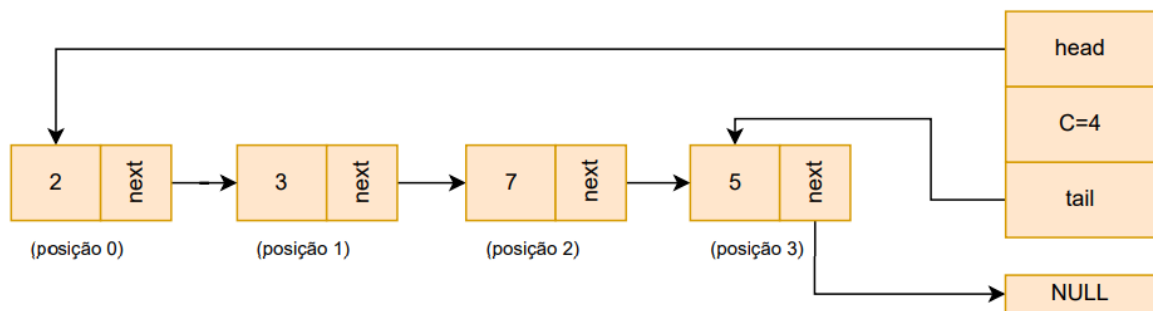 head
C=4
tail
2 next
3 next
7 next
5 next
(posição 0)
(posição 1)
(posição 2)
(posição 3)
NULL